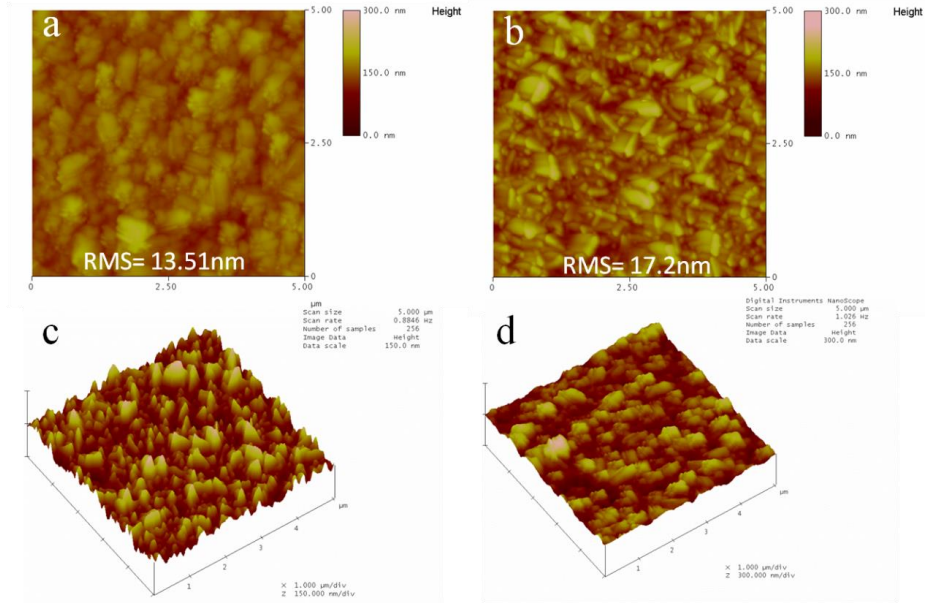 a
300.0 nm
Height
150.0 nm
0.0 nm
5.00
2.50
0
RMS= 13.51nm
0
2.50
5.00
µm
b
300.0 nm
Height
150.0 nm
0.0 nm
5.00
2.50
0
RMS= 17.2nm
0
2.50
5.00
c
Scan size 5.000 µm
Scan rate 0.8846 Hz
Number of samples 256
Image Data Height
Data scale 150.0 nm
1
2
3
4
µm
X 1.000 µm/div
Z 150.000 nm/div
d
Digital Instruments NanoScope
Scan size 5.000 µm
Scan rate 1.026 Hz
Number of samples 256
Image Data Height
Data scale 300.0 nm
1
2
3
4
µm
X 1.000 µm/div
Z 300.000 nm/div